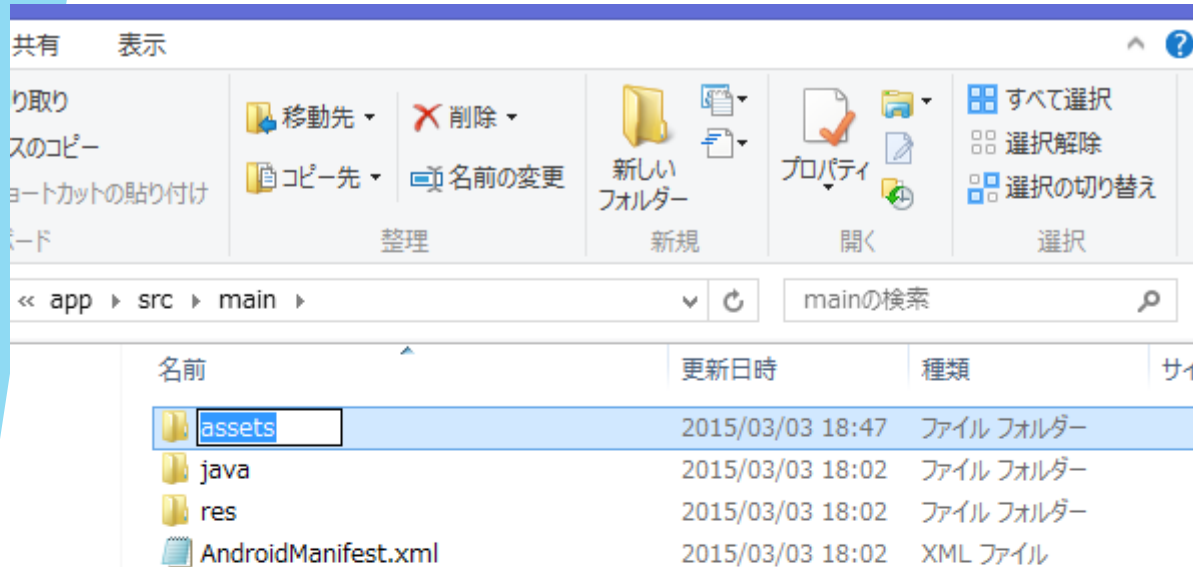 共有 表示
り取り
スのコピー
ョートカットの貼り付け
ボード
移動先
コピー先
削除
名前の変更
整理
新しい
フォルダー
新規
プロパティ
開く
すべて選択
選択解除
選択の切り替え
選択
« app src main
mainの検索
名前 更新日時 種類 サイ
assets 2015/03/03 18:47 ファイル フォルダー
java 2015/03/03 18:02 ファイル フォルダー
res 2015/03/03 18:02 ファイル フォルダー
AndroidManifest.xml 2015/03/03 18:02 XML ファイル